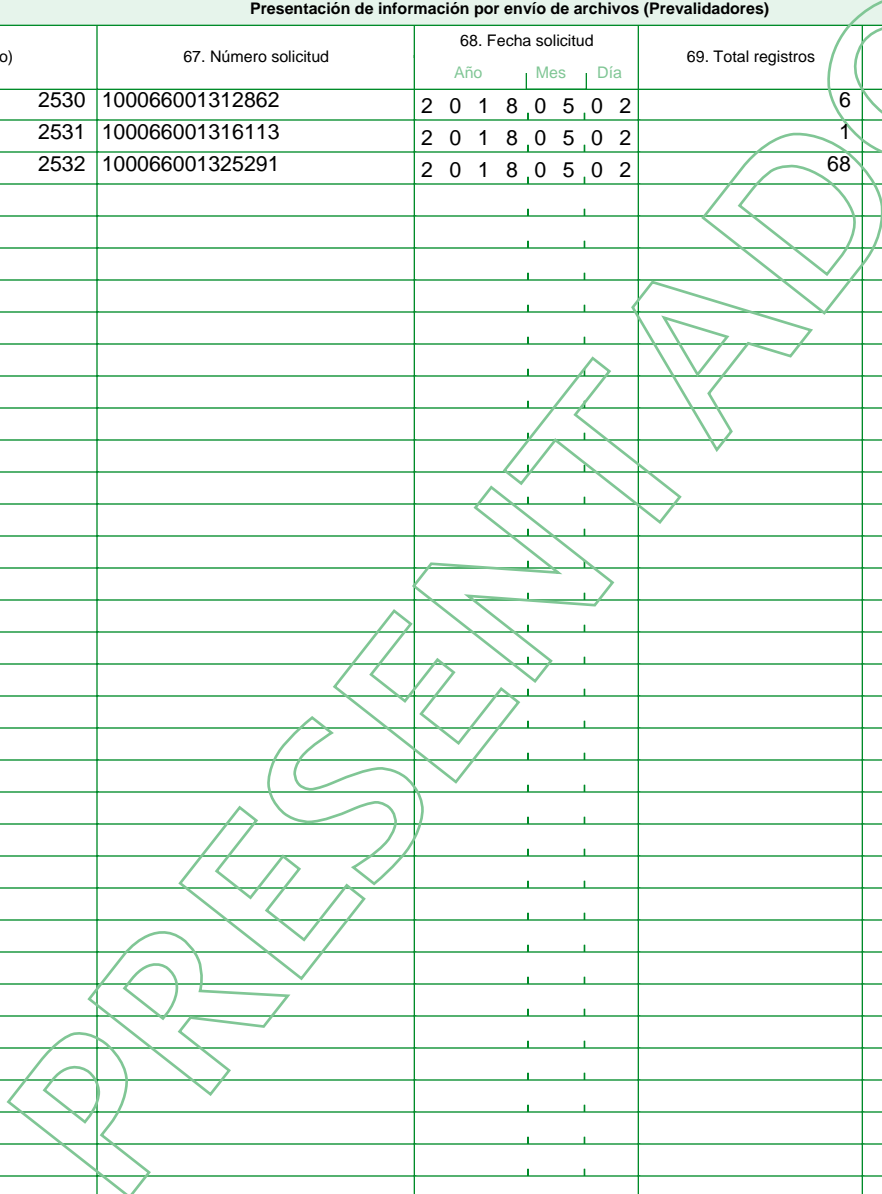 Presentación de información por envío de archivos (Prevalidadores)
o) 67. Número solicitud 68. Fecha solicitud 69. Total registros
Año Mes Día
2530 100066001312862 2 0 1 8 0 5 0 2 6
2531 100066001316113 2 0 1 8 0 5 0 2 1
2532 100066001325291 2 0 1 8 0 5 0 2 68
PRESENTADO